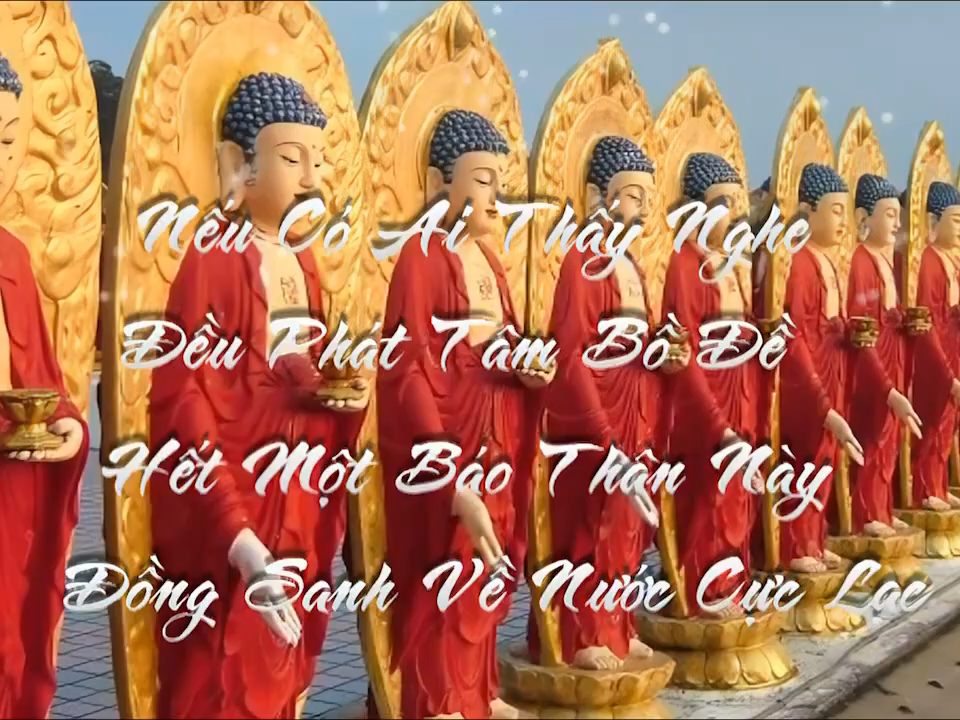 Nếu Có Ai Thấy Nghe
Đều Phát Tâm Bồ Đề
Hết Một Báo Thân Này
Đồng Sanh Về Nước Cực Lạc